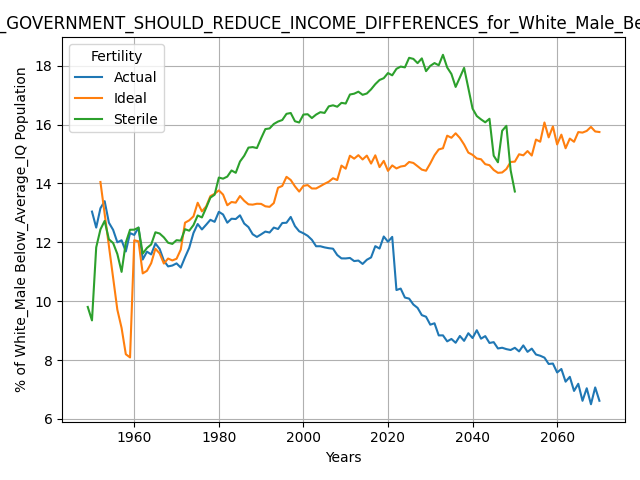 _GOVERNMENT_SHOULD_REDUCE_INCOME_DIFFERENCES_for_White_Male_Be
% of White_Male Below_Average_IQ Population
Fertility
Actual
Ideal
Sterile
18
16
14
12
10
8
6
1960
1980
2000
2020
2040
2060
Years